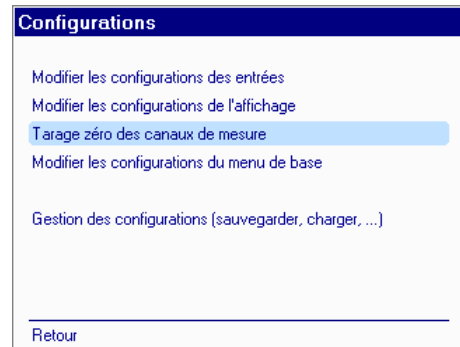 Configurations
Modifier les configurations des entrées
Modifier les configurations de l'affichage
Tarage zéro des canaux de mesure
Modifier les configurations du menu de base
Gestion des configurations (sauvegarder, charger, ...)
Retour